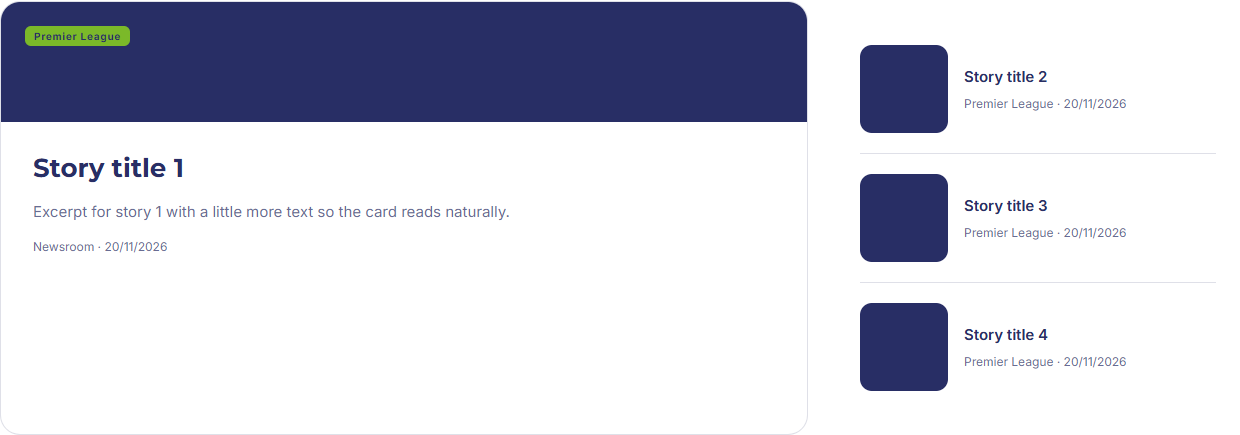 Premier League
Story title 1
Excerpt for story 1 with a little more text so the card reads naturally.
Newsroom · 20/11/2026
Story title 2
Premier League · 20/11/2026
Story title 3
Premier League · 20/11/2026
Story title 4
Premier League · 20/11/2026